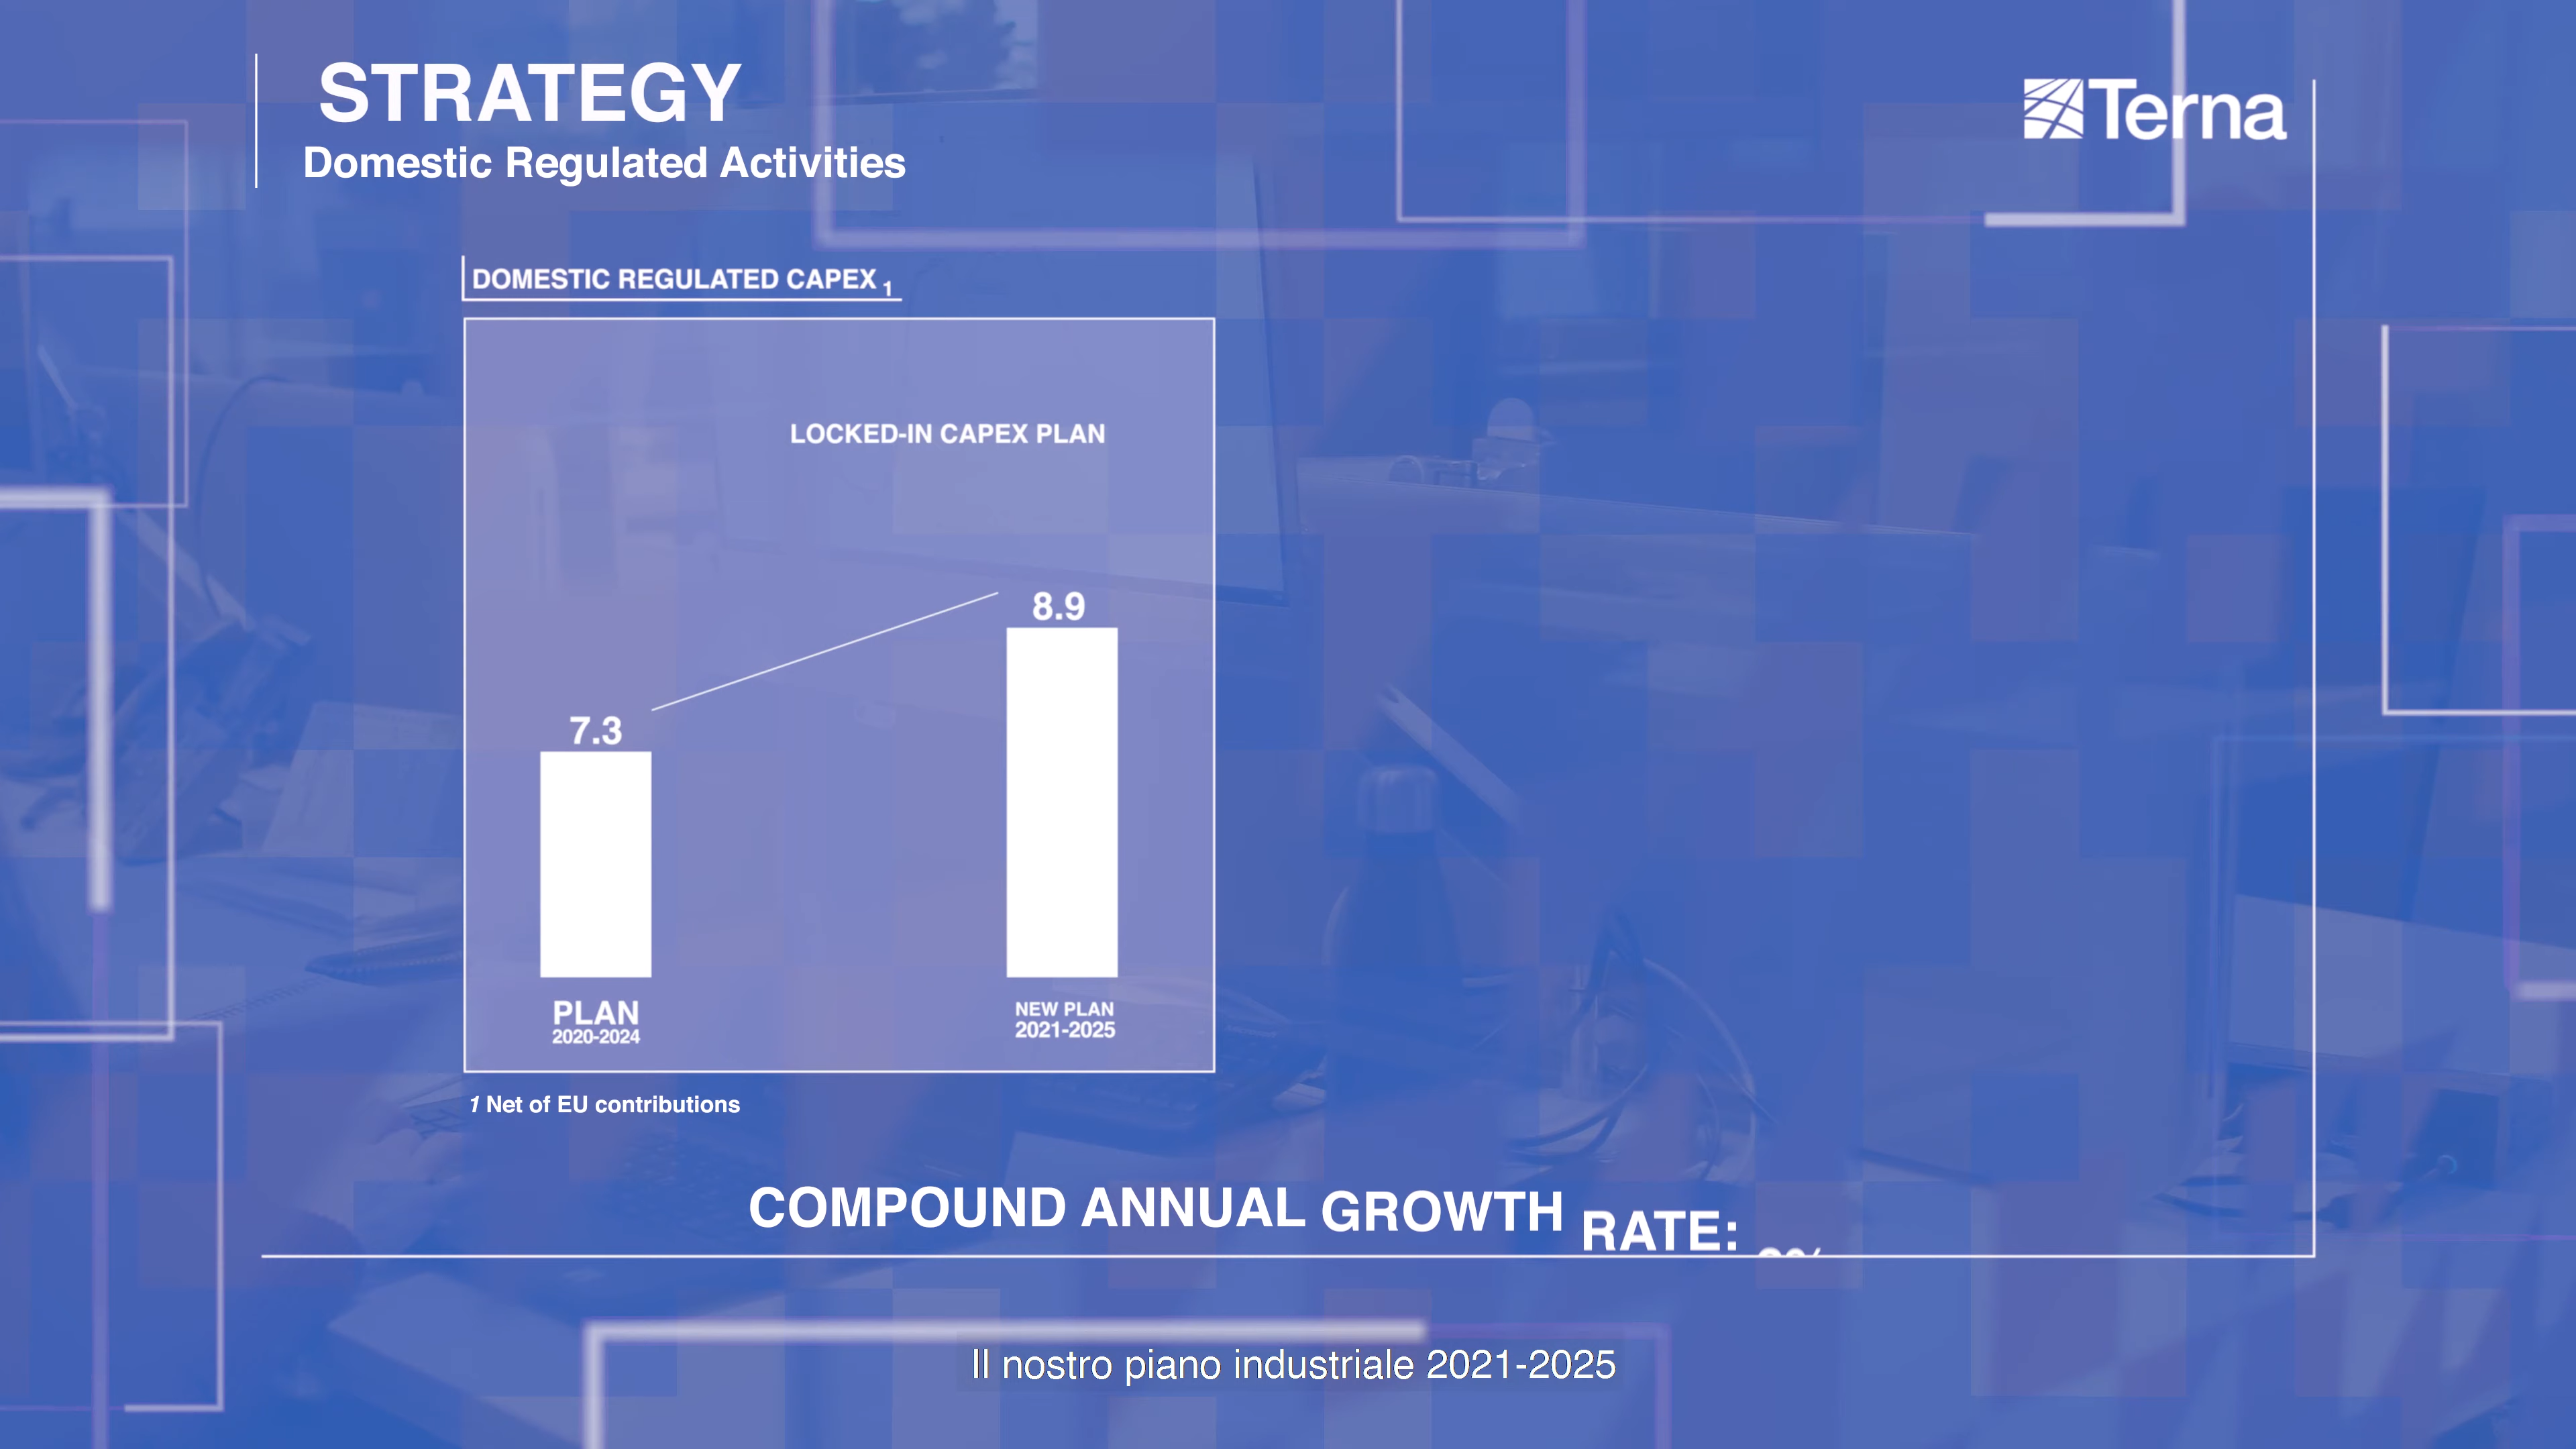 STRATEGY
Domestic Regulated Activities
Terna
DOMESTIC REGULATED CAPEX 1
LOCKED-IN CAPEX PLAN
8.9
7.3
PLAN
2020-2024
NEW PLAN
2021-2025
1 Net of EU contributions
COMPOUND ANNUAL GROWTH RATE:
Il nostro piano industriale 2021-2025